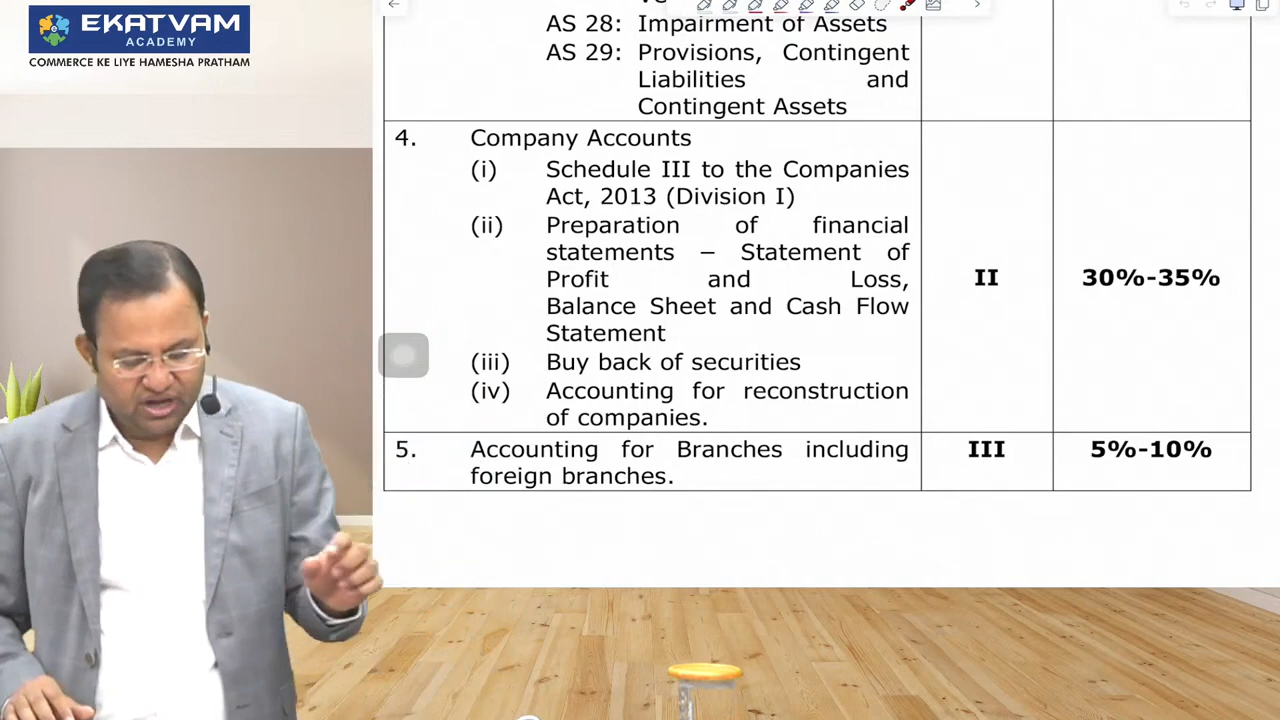 EKATVAM
ACADEMY
COMMERCE KE LIYE HAMESHA PRATHAM
AS 28: Impairment of Assets
AS 29: Provisions, Contingent
Liabilities and
Contingent Assets
4. Company Accounts
(i) Schedule III to the Companies
Act, 2013 (Division I)
(ii) Preparation of financial
statements – Statement of
Profit and Loss,
Balance Sheet and Cash Flow
Statement
II 30%-35%
(iii) Buy back of securities
(iv) Accounting for reconstruction
of companies.
5. Accounting for Branches including
foreign branches.
III 5%-10%